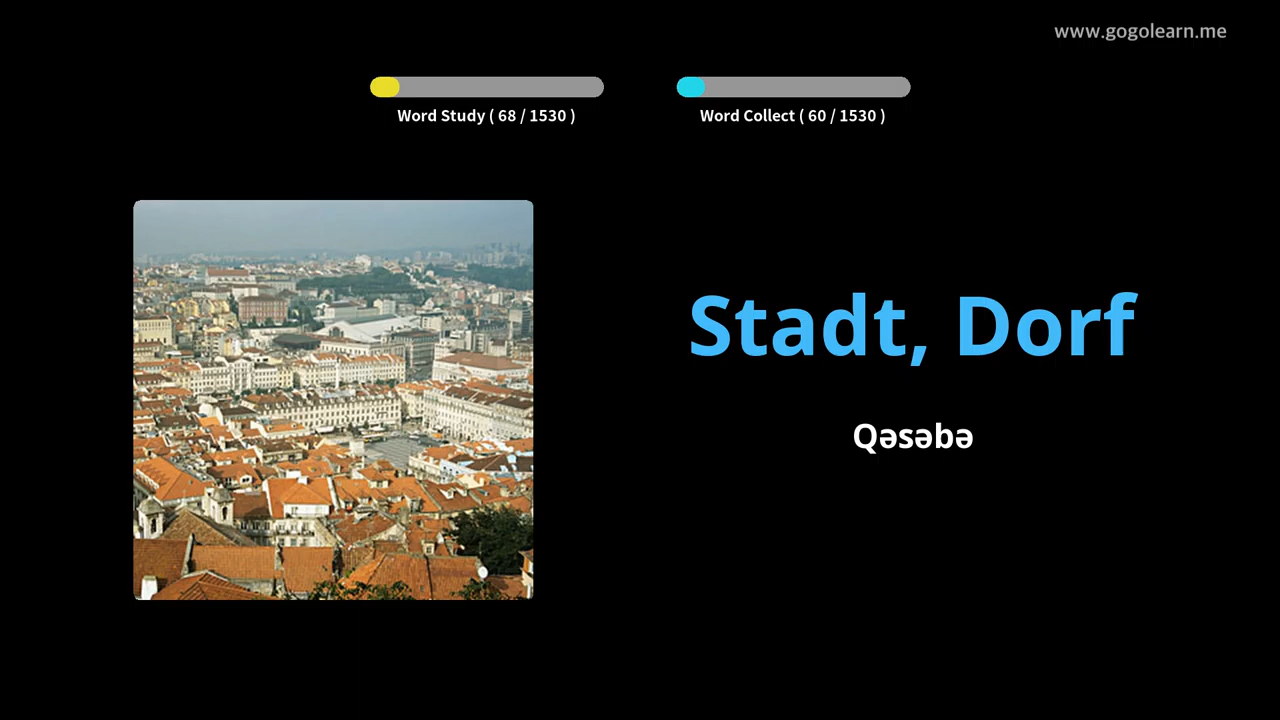 www.gogolearn.me
Word Study ( 68 / 1530 )
Word Collect ( 60 / 1530 )
Stadt, Dorf
Qəsəbə